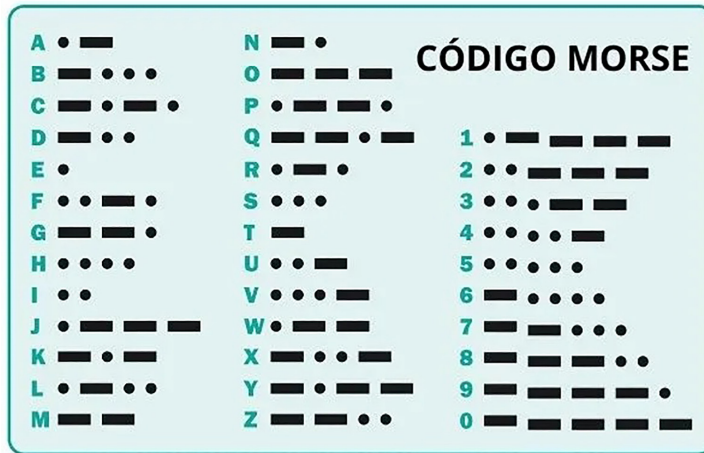 CÓDIGO MORSE
A • —
B — • • •
C — • — •
D — • •
E •
F • • — •
G — — •
H • • • •
I • •
J • — — —
K — • —
L • — • •
M — —
N — •
O — — —
P • — — •
Q — — • —
R • — •
S • • •
T —
U • • —
V • • • —
W • — —
X — • • —
Y — • — —
Z — — • •
1 • — — — —
2 • • — — —
3 • • • — —
4 • • • • —
5 • • • • •
6 — • • • •
7 — — • • •
8 — — — • •
9 — — — — •
0 — — — — —